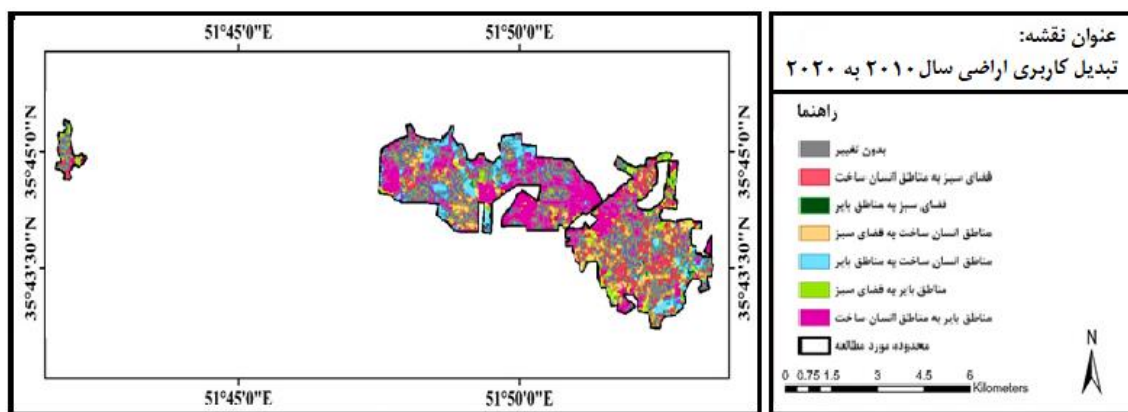 51°45'0"E 51°50'0"E
35°45'0"N 35°45'0"N
35°43'30"N 35°43'30"N
51°45'0"E 51°50'0"E
عنوان نقشه:
تبدیل کاربری اراضی سال ۲۰۱۰ به ۲۰۲۰
راهنما
بدون تغییر
فضای سبز به مناطق انسان ساخت
فضای سبز به مناطق بایر
مناطق انسان ساخت به فضای سبز
مناطق انسان ساخت به مناطق بایر
مناطق بایر به فضای سبز
مناطق بایر به مناطق انسان ساخت
محدوده مورد مطالعه
N
0 0.75 1.5 3 4.5 6
Kilometers